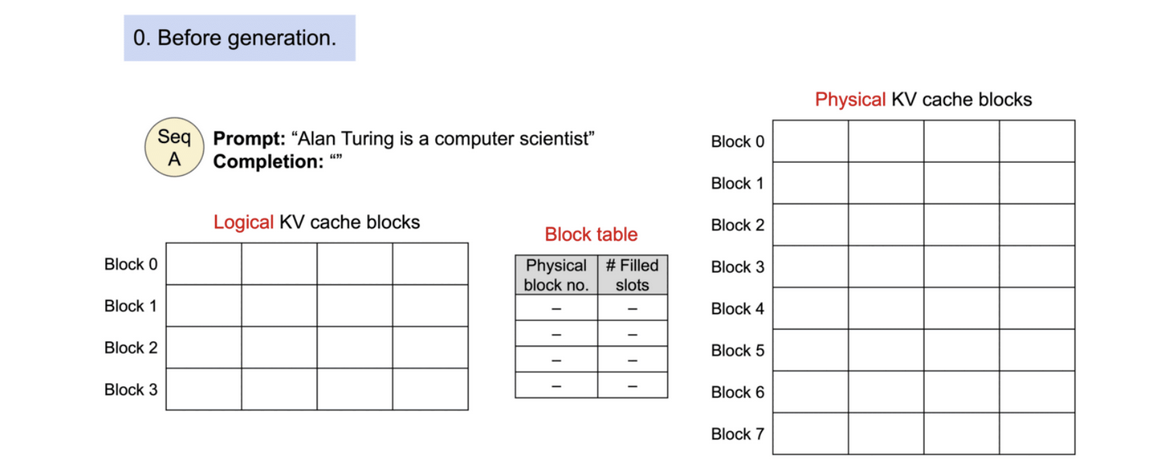 0. Before generation.
Seq
A
Prompt: “Alan Turing is a computer scientist”
Completion: “”
Logical KV cache blocks
Block 0
Block 1
Block 2
Block 3
Block table
Physical block no.
# Filled slots
– –
– –
– –
– –
Physical KV cache blocks
Block 0
Block 1
Block 2
Block 3
Block 4
Block 5
Block 6
Block 7